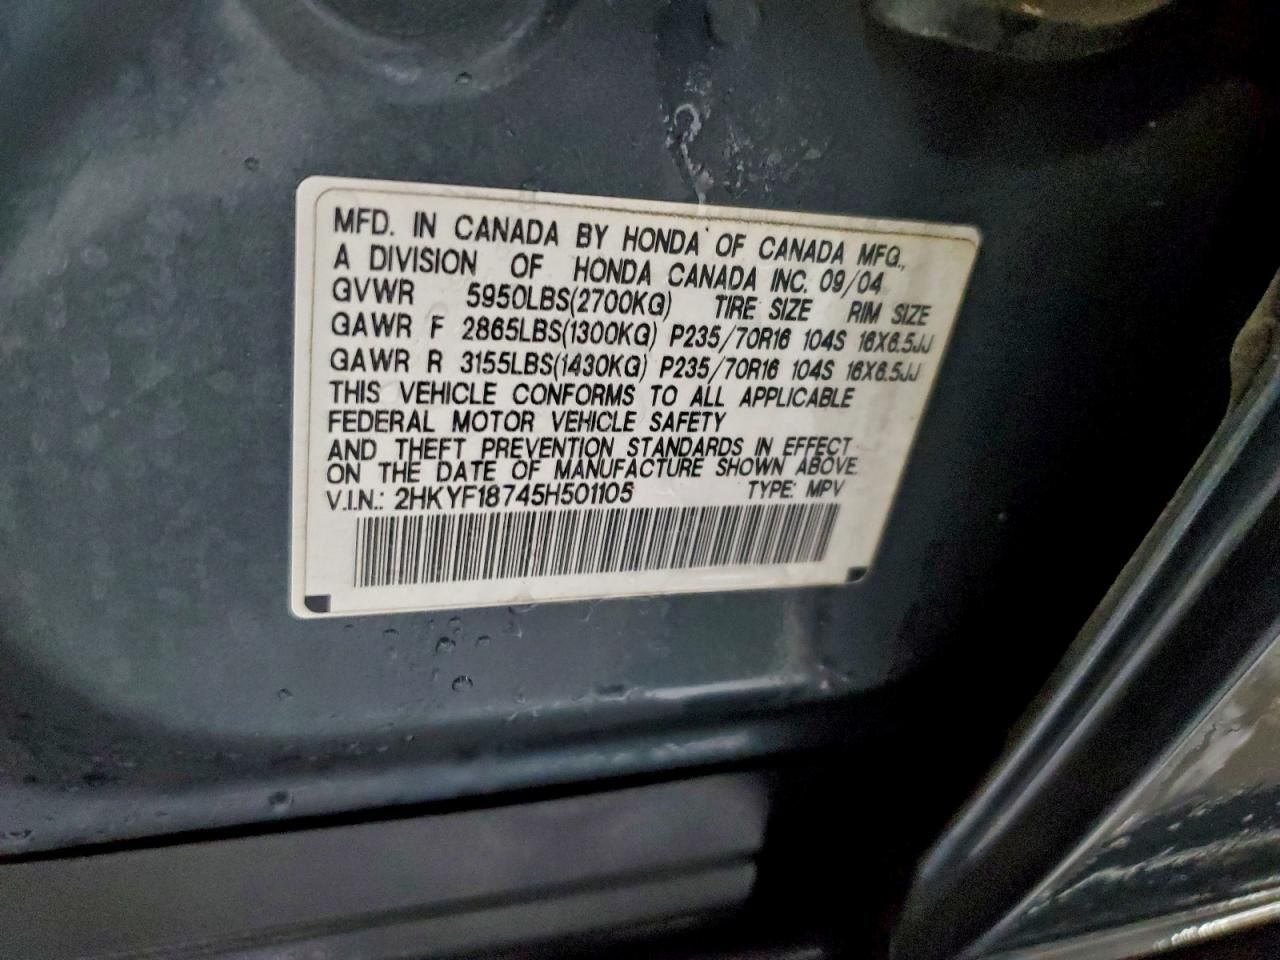 MFD. IN CANADA BY HONDA OF CANADA MFG.,
A DIVISION OF HONDA CANADA INC. 09/04
GVWR 5950LBS(2700KG) TIRE SIZE RIM SIZE
GAWR F 2865LBS(1300KG) P235/70R16 104S 16X6.5JJ
GAWR R 3155LBS(1430KG) P235/70R16 104S 16X6.5JJ
THIS VEHICLE CONFORMS TO ALL APPLICABLE
FEDERAL MOTOR VEHICLE SAFETY
AND THEFT PREVENTION STANDARDS IN EFFECT
ON THE DATE OF MANUFACTURE SHOWN ABOVE.
V.I.N.: 2HKYF18745H501105 TYPE: MPV